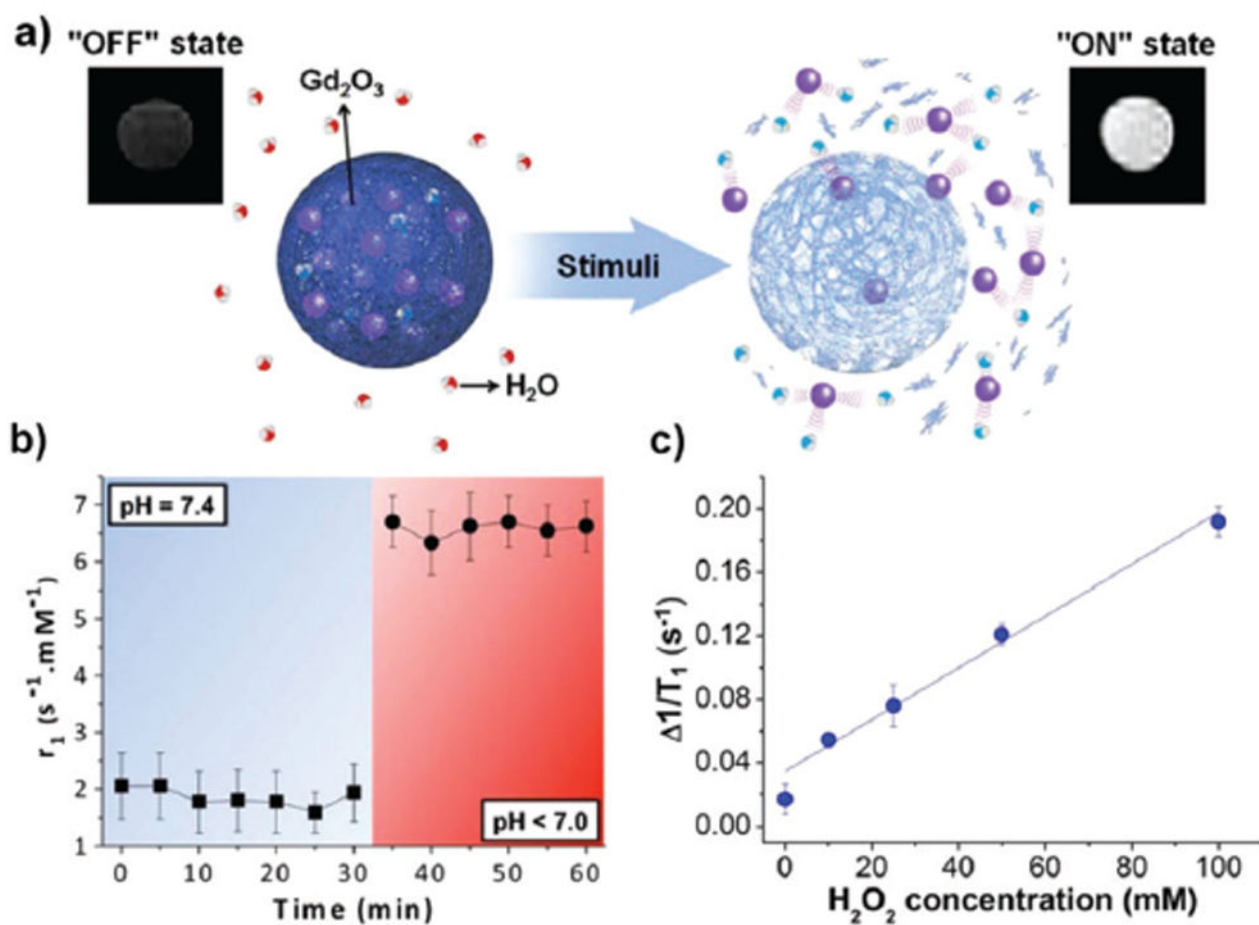 a)
"OFF" state
"ON" state
Gd₂O₃
Stimuli
H₂O
b)
pH = 7.4
pH < 7.0
7
6
5
4
3
2
1
r₁ (s⁻¹.mM⁻¹)
0 10 20 30 40 50 60
Time (min)
c)
0.20
0.16
0.12
0.08
0.04
0.00
Δ1/T₁ (s⁻¹)
0 20 40 60 80 100
H₂O₂ concentration (mM)